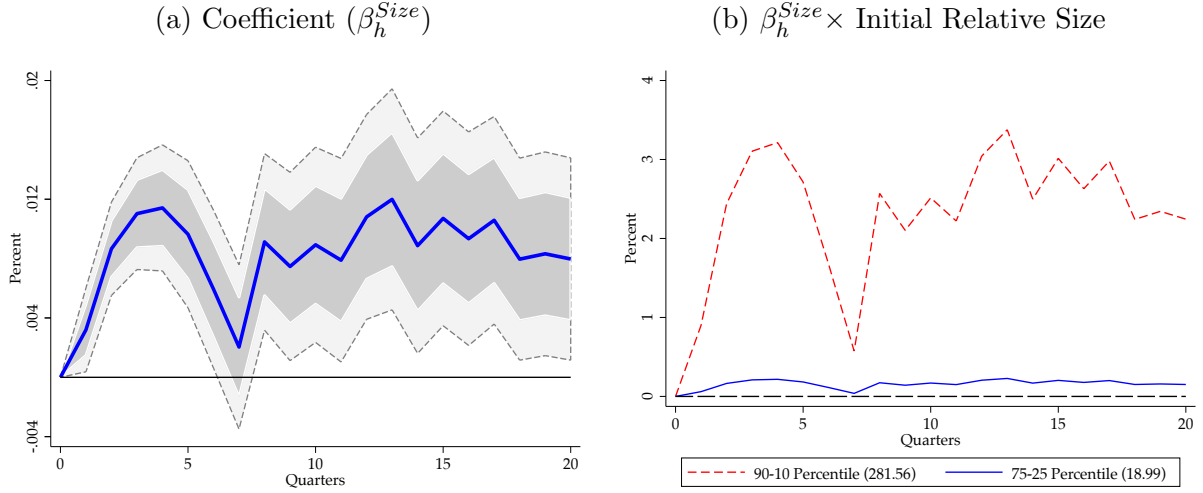 (a) Coefficient (β_h^{Size})
.02
.012
.004
-.004
Percent
0 5 10 15 20
Quarters
(b) β_h^{Size}× Initial Relative Size
4
3
2
1
0
Percent
0 5 10 15 20
Quarters
90-10 Percentile (281.56) 75-25 Percentile (18.99)